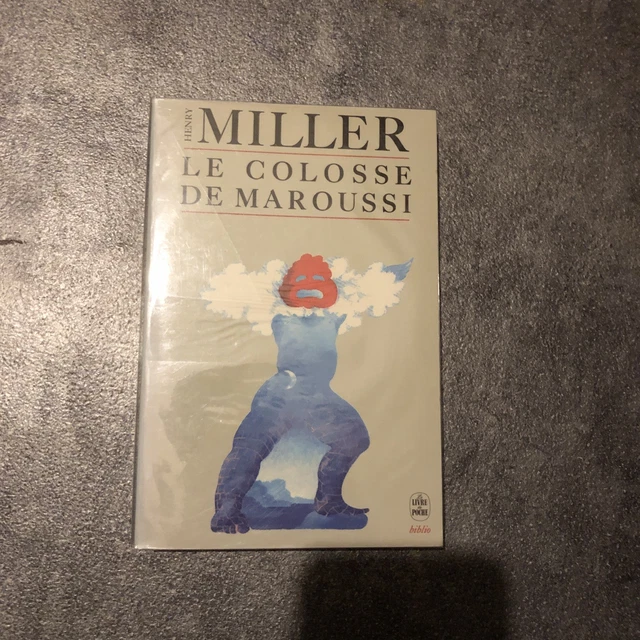 HENRY
MILLER
LE COLOSSE
DE MAROUSSI
LE LIVRE
DE POCHE
biblio